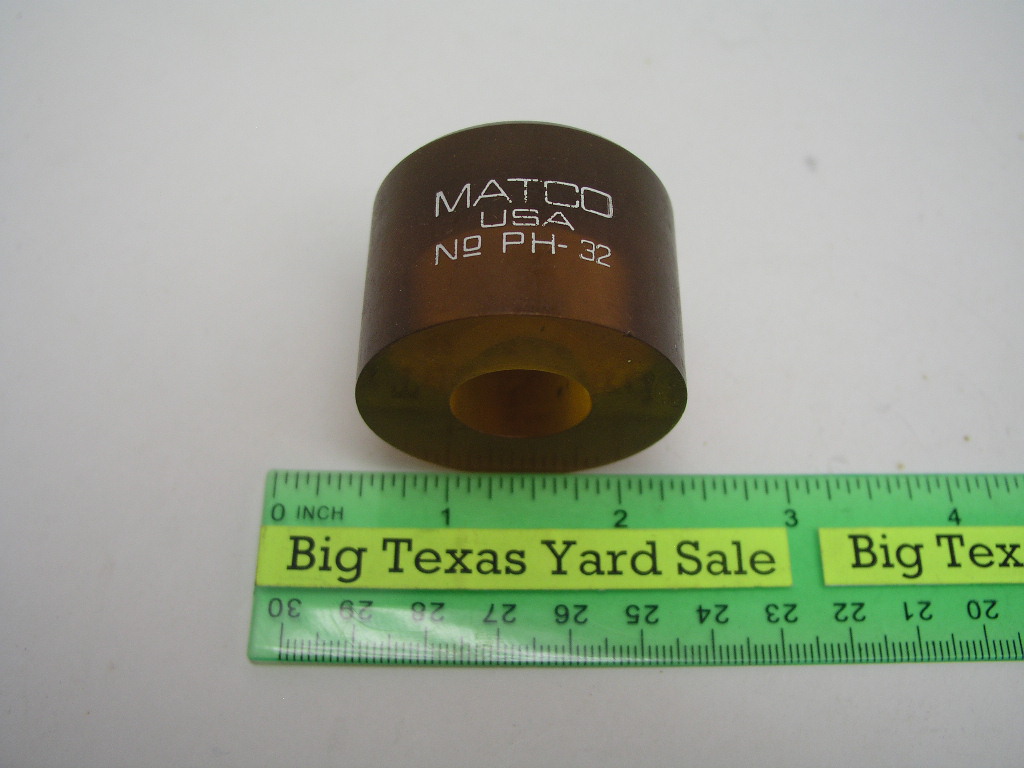 MATCO
USA
Nº PH-32
0 INCH 1 2 3 4
Big Texas Yard Sale Big Tex
30 29 28 27 26 25 24 23 22 21 20